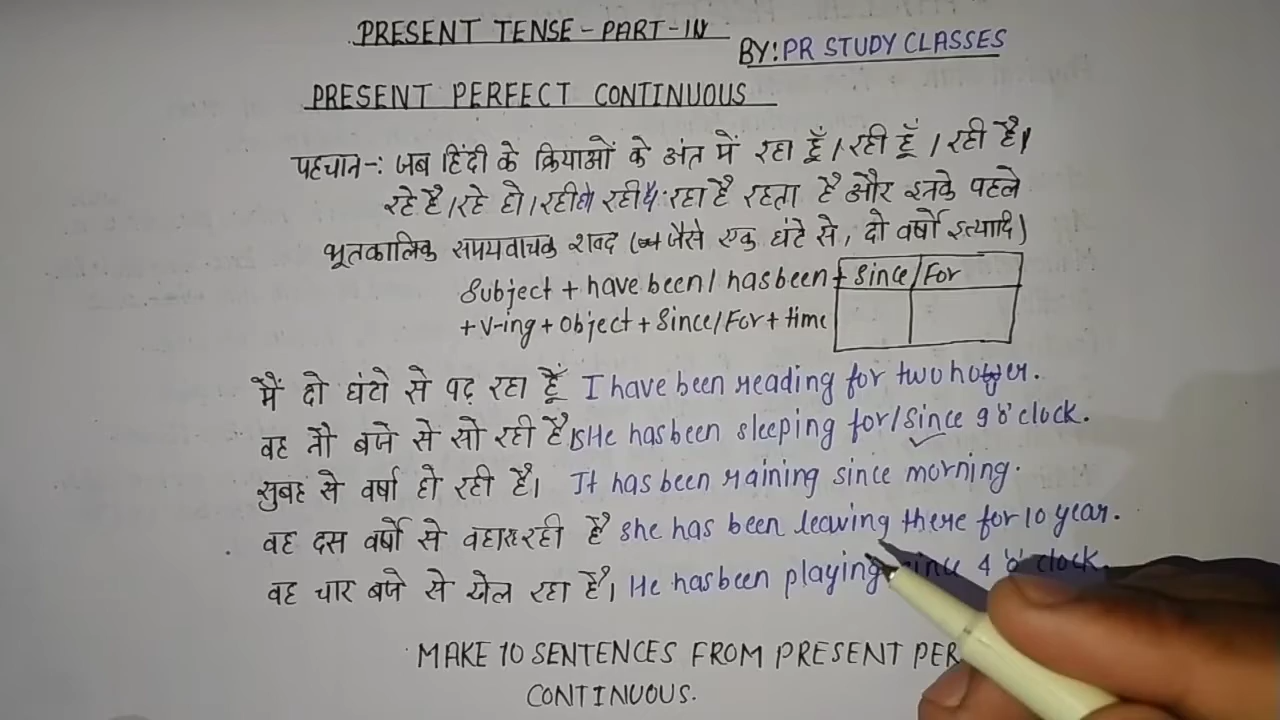 PRESENT TENSE - PART-IV
BY: PR STUDY CLASSES
PRESENT PERFECT CONTINUOUS
पहचान-: जब हिंदी के क्रियाओं के अंत में रहा हूँ / रही हूँ / रही है/
रहे है / रहे हो / रही हो रही है रहा है रहता है और इनके पहले
भूतकालिक समयवाचक शब्द ( जैसे एक घंटे से, दो वर्षो इत्यादि)
Subject + have been / has been + Since / For
+ V-ing + Object + Since/For + time
मैं दो घंटो से पढ़ रहा हूँ I have been reading for two hower.
वह नौ बजे से सो रही है। SHe has been sleeping for/since 9 o'clock.
सुबह से वर्षा हो रही है। It has been raining since morning.
वह दस वर्षो से वहा रह रही है She has been leaving there for 10 year.
वह चार बजे से खेल रहा है। He has been playing since 4 o' clock.
MAKE 10 SENTENCES FROM PRESENT PER
CONTINUOUS.